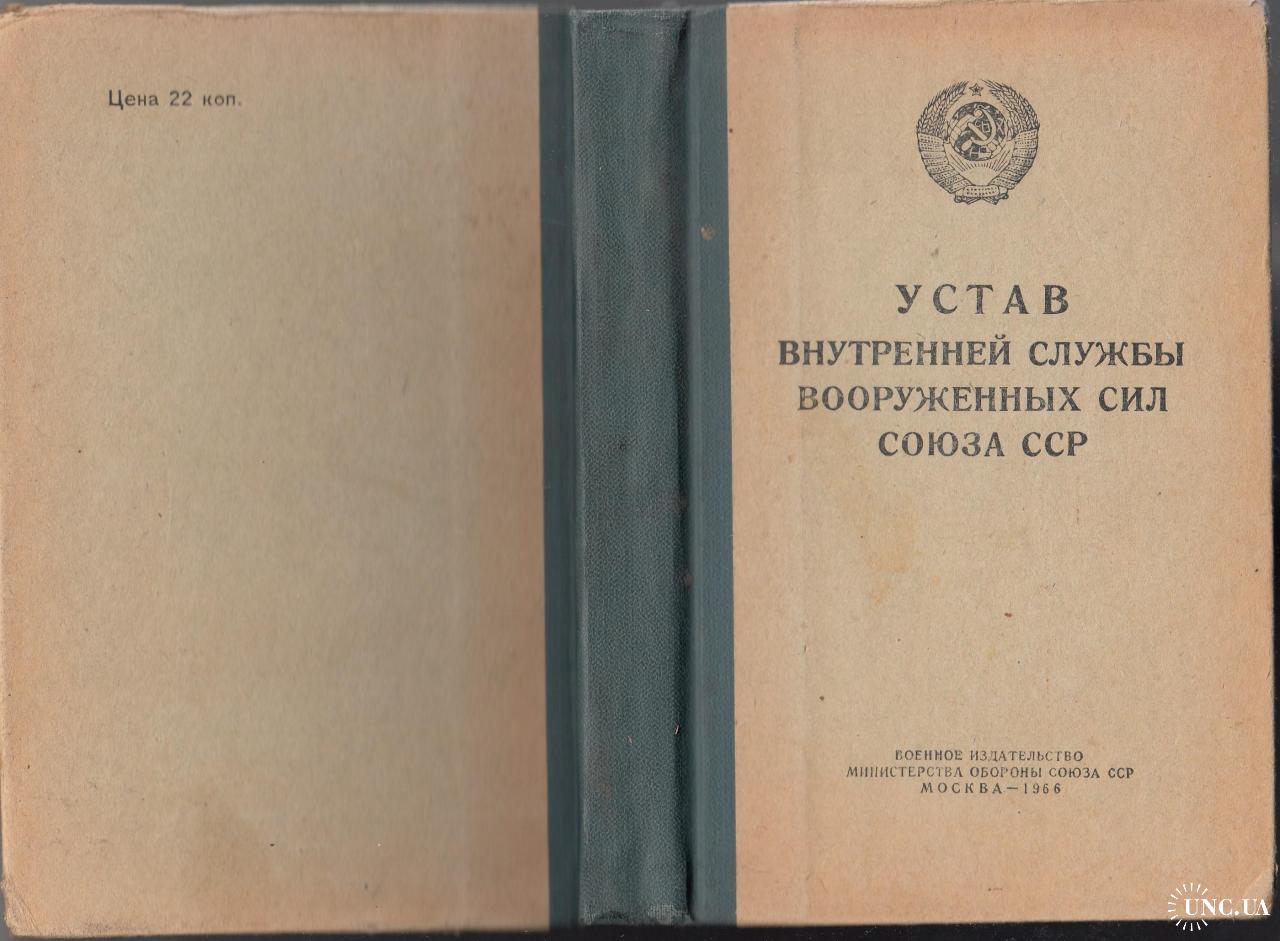 Цена 22 коп.
УСТАВ
ВНУТРЕННЕЙ СЛУЖБЫ
ВООРУЖЕННЫХ СИЛ
СОЮЗА ССР
ВОЕННОЕ ИЗДАТЕЛЬСТВО
МИНИСТЕРСТВА ОБОРОНЫ СОЮЗА ССР
МОСКВА—1966
UNC.UA